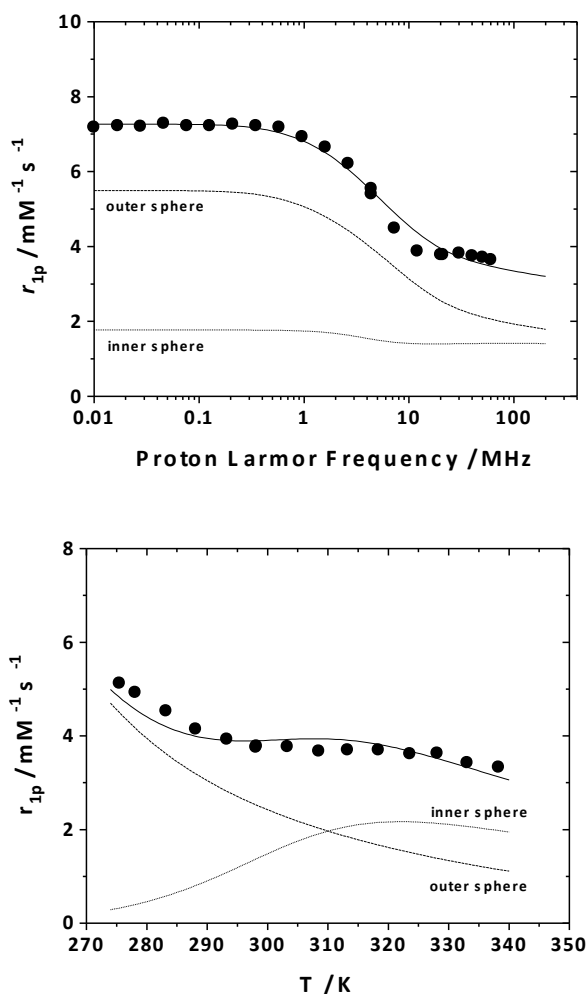 10
8
r1p /mM-1 s-1
6
outer sphere
4
2
inner sphere
0
0.01 0.1 1 10 100
Proton Larmor Frequency /MHz
8
6
r1p /mM-1 s-1
4
inner sphere
2
outer sphere
0
270 280 290 300 310 320 330 340 350
T /K